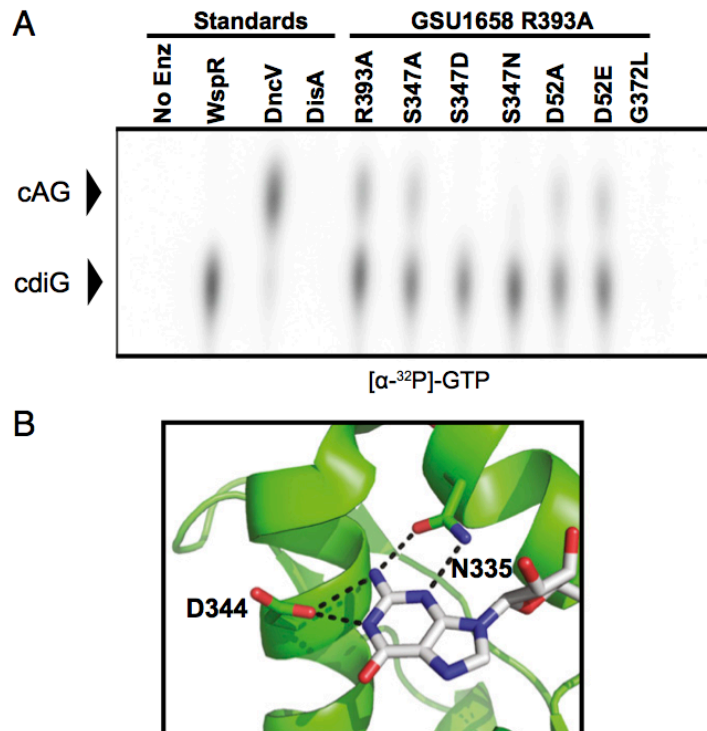 A
Standards
GSU1658 R393A
No Enz
WspR
DncV
DisA
R393A
S347A
S347D
S347N
D52A
D52E
G372L
cAG
cdiG
[α-³²P]-GTP
B
N335
D344